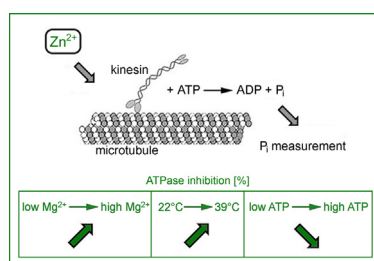 Zn²⁺
kinesin
+ ATP → ADP + Pᵢ
microtubule
Pᵢ measurement
ATPase inhibition [%]
low Mg²⁺ → high Mg²⁺ 22°C → 39°C low ATP → high ATP